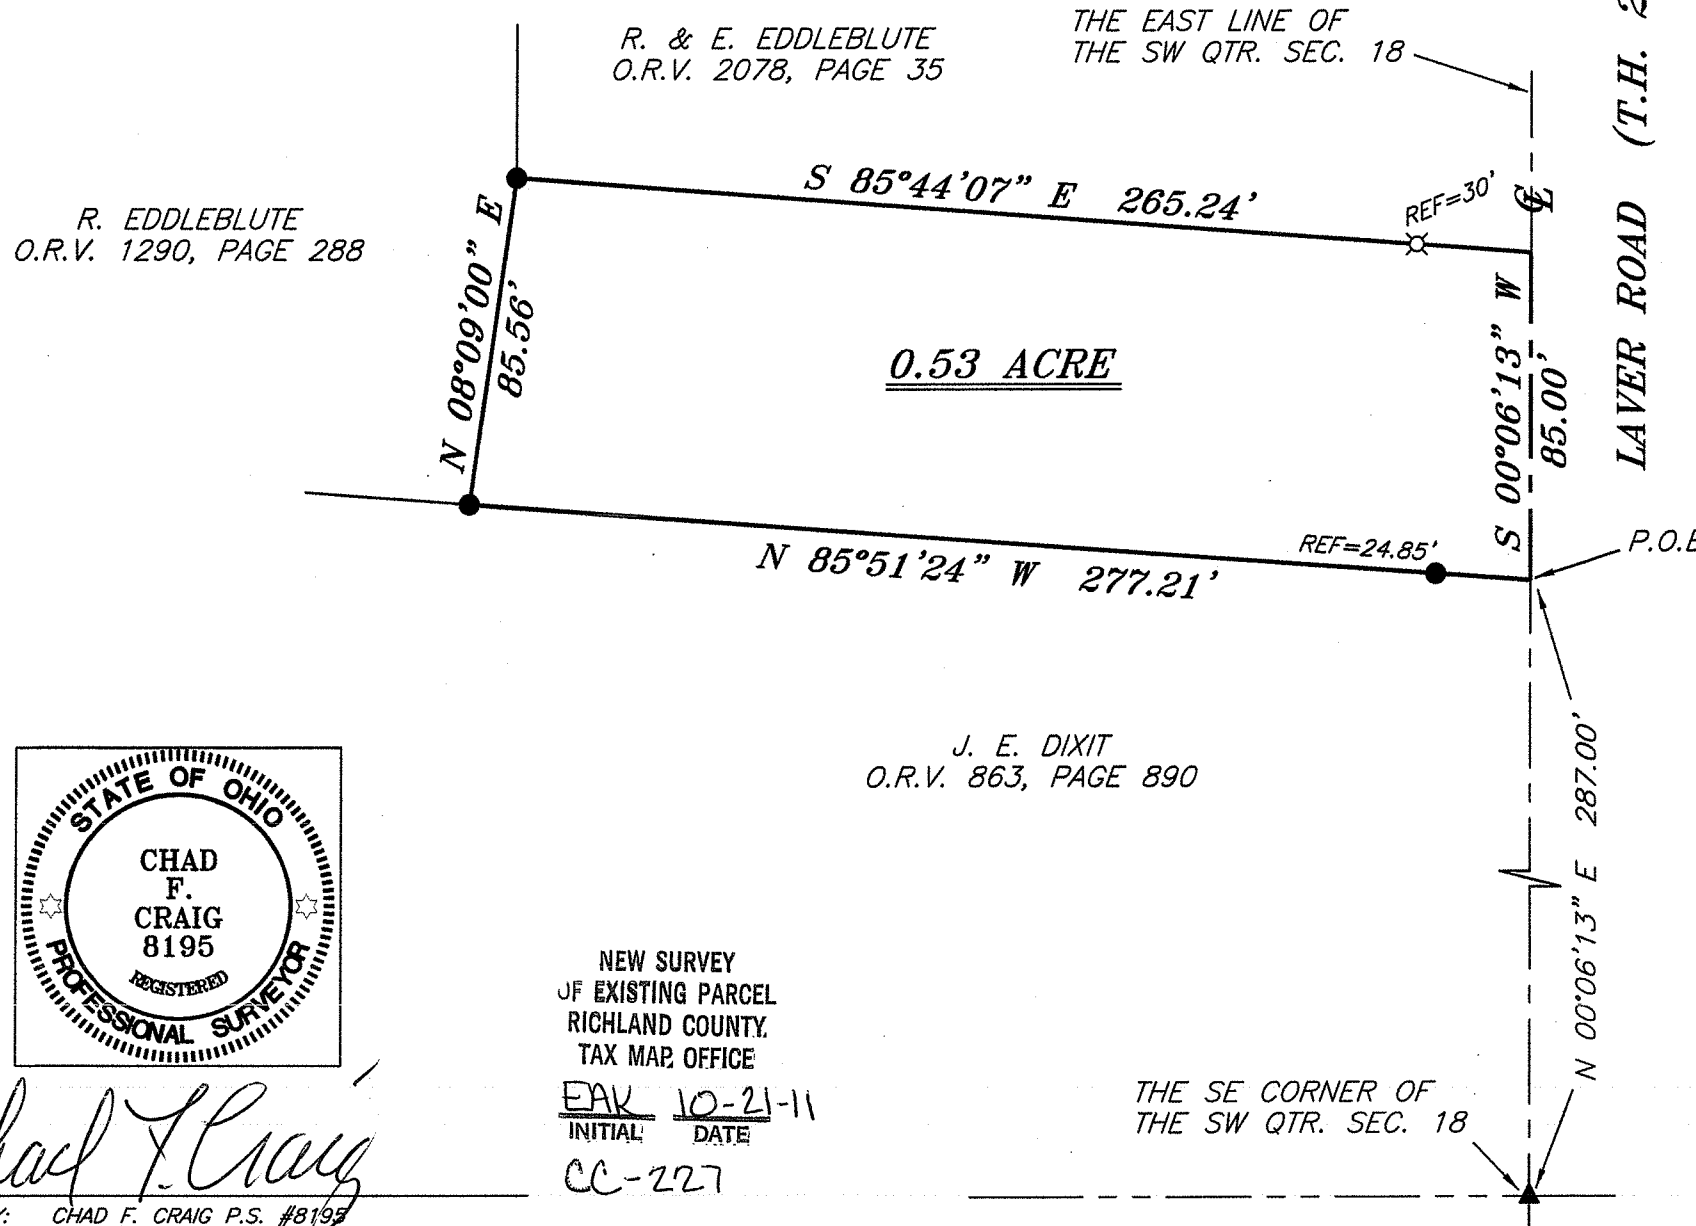 R. & E. EDDLEBLUTE
O.R.V. 2078, PAGE 35
THE EAST LINE OF
THE SW QTR. SEC. 18
LAVER ROAD (T.H.
R. EDDLEBLUTE
O.R.V. 1290, PAGE 288
S 85°44'07" E 265.24'
REF=30'
℄
N 08°09'00" E
85.56'
0.53 ACRE
S 00°06'13" W
85.00'
N 85°51'24" W 277.21'
REF=24.85'
P.O.B
J. E. DIXIT
O.R.V. 863, PAGE 890
N 00°06'13" E 287.00'
STATE OF OHIO
CHAD
F.
CRAIG
8195
REGISTERED
PROFESSIONAL SURVEYOR
NEW SURVEY
OF EXISTING PARCEL
RICHLAND COUNTY
TAX MAP OFFICE
EAK 10-21-11
INITIAL DATE
CC-227
THE SE CORNER OF
THE SW QTR. SEC. 18
F. Craig
CHAD F. CRAIG P.S. #8195